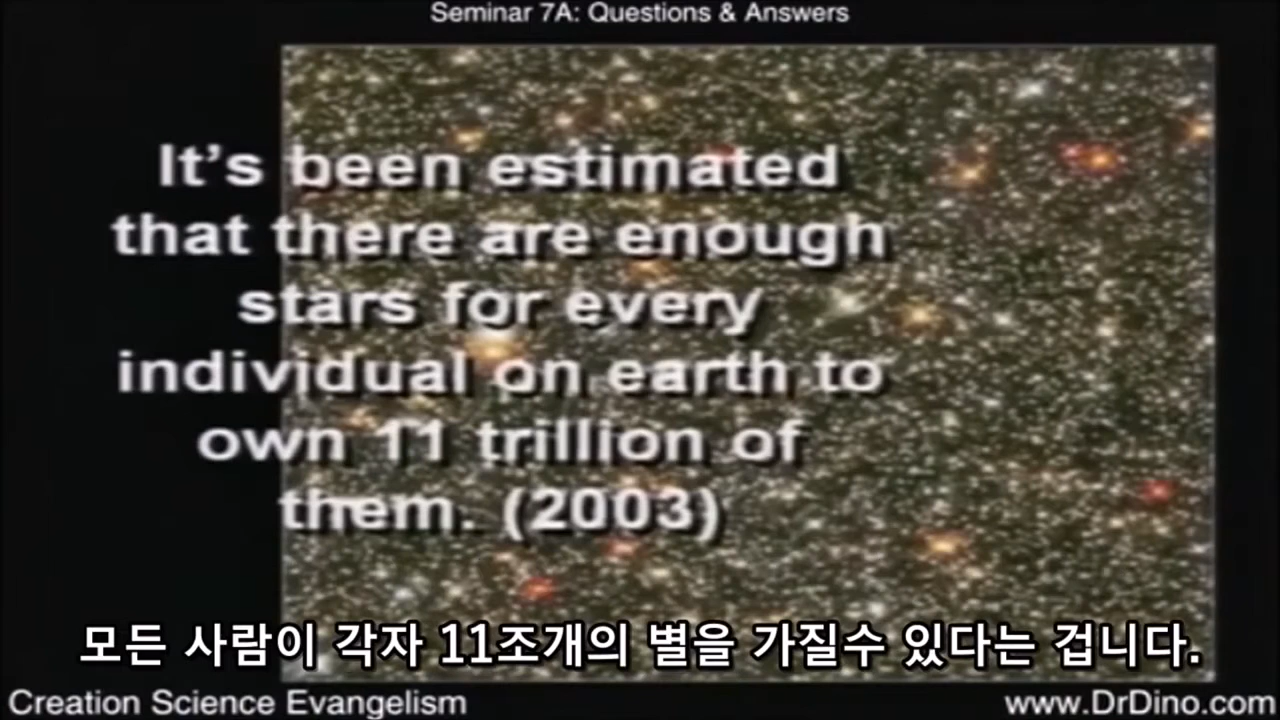 Seminar 7A: Questions & Answers
It's been estimated
that there are enough
stars for every
individual on earth to
own 11 trillion of
them. (2003)
모든 사람이 각자 11조개의 별을 가질수 있다는 겁니다.
Creation Science Evangelism
www.DrDino.com